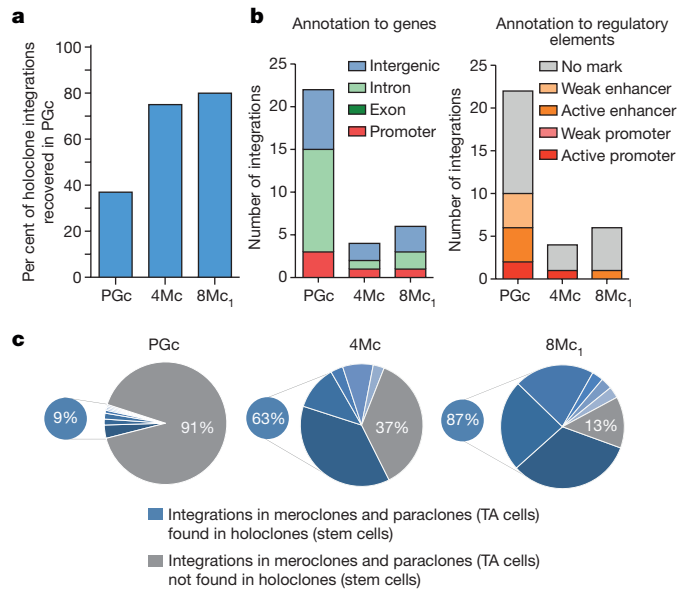 a
Per cent of holoclone integrations
recovered in PGc
100
80
60
40
20
0
PGc
4Mc
8Mc1
b
Annotation to genes
Number of integrations
25
20
15
10
5
0
Intergenic
Intron
Exon
Promoter
PGc
4Mc
8Mc1
Annotation to regulatory
elements
Number of integrations
25
20
15
10
5
0
No mark
Weak enhancer
Active enhancer
Weak promoter
Active promoter
PGc
4Mc
8Mc1
c
PGc
9%
91%
4Mc
63%
37%
8Mc1
87%
13%
Integrations in meroclones and paraclones (TA cells)
found in holoclones (stem cells)
Integrations in meroclones and paraclones (TA cells)
not found in holoclones (stem cells)